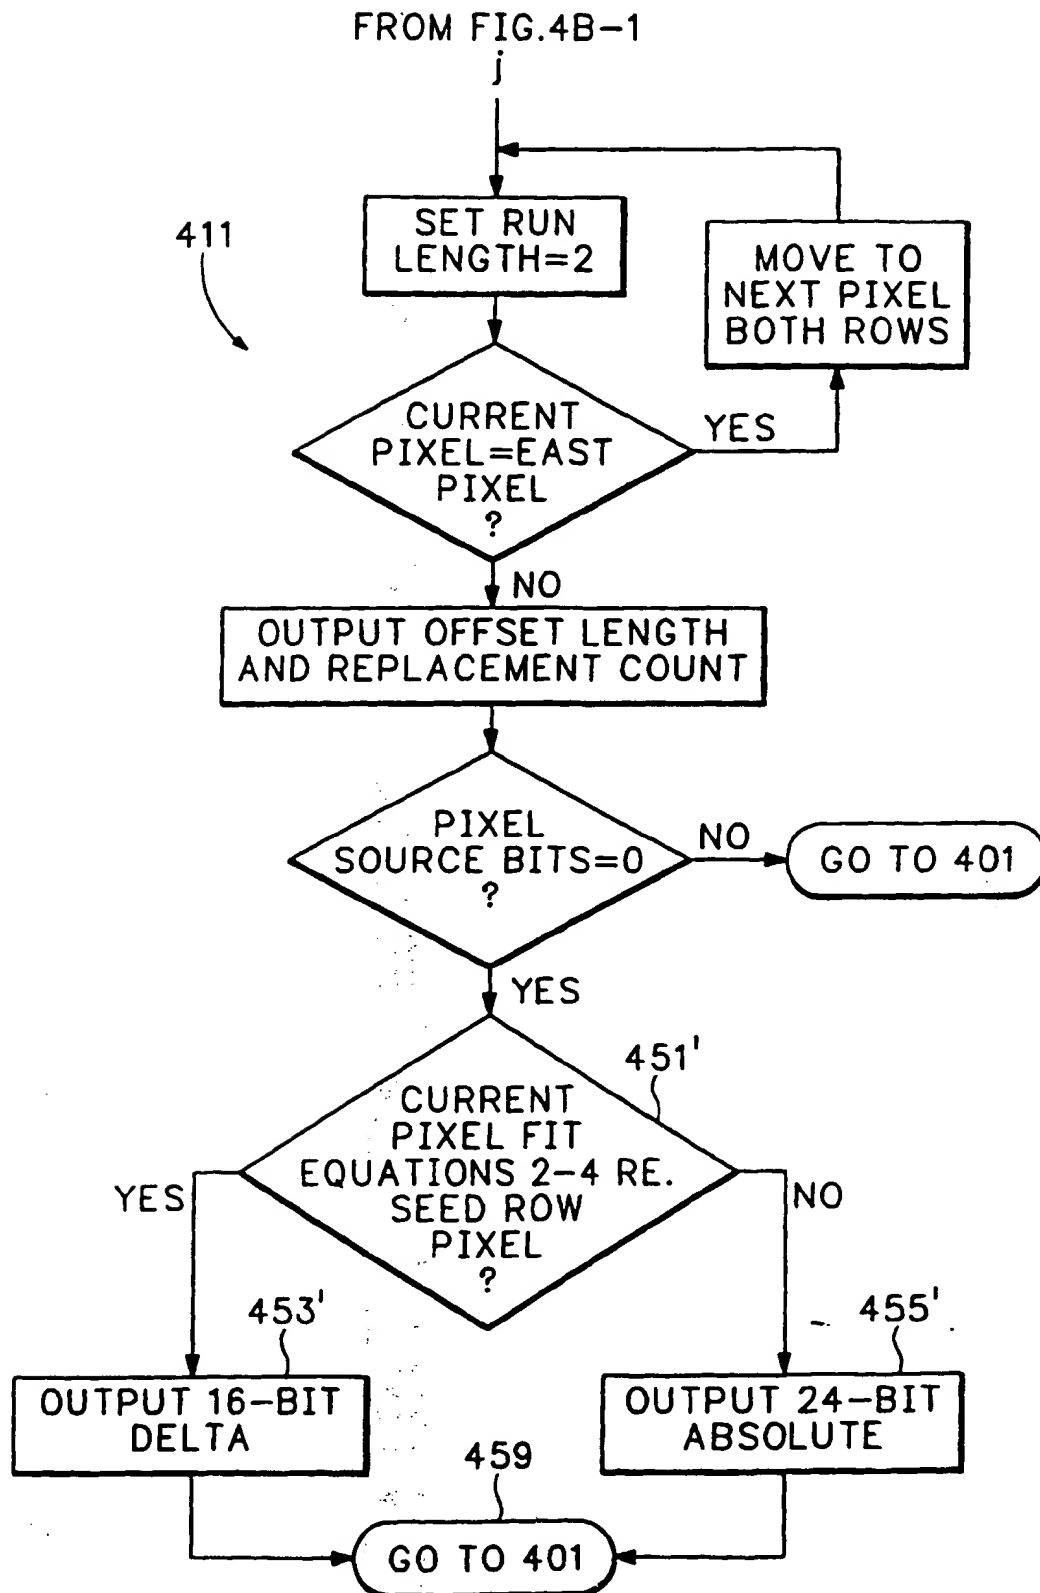 FROM FIG.4B-1
j
411
SET RUN
LENGTH=2
MOVE TO
NEXT PIXEL
BOTH ROWS
CURRENT
PIXEL=EAST
PIXEL
?
YES
NO
OUTPUT OFFSET LENGTH
AND REPLACEMENT COUNT
PIXEL
SOURCE BITS=0
?
NO
GO TO 401
YES
451'
CURRENT
PIXEL FIT
EQUATIONS 2-4 RE.
SEED ROW
PIXEL
?
YES
NO
453'
455'
OUTPUT 16-BIT
DELTA
OUTPUT 24-BIT
ABSOLUTE
459
GO TO 401